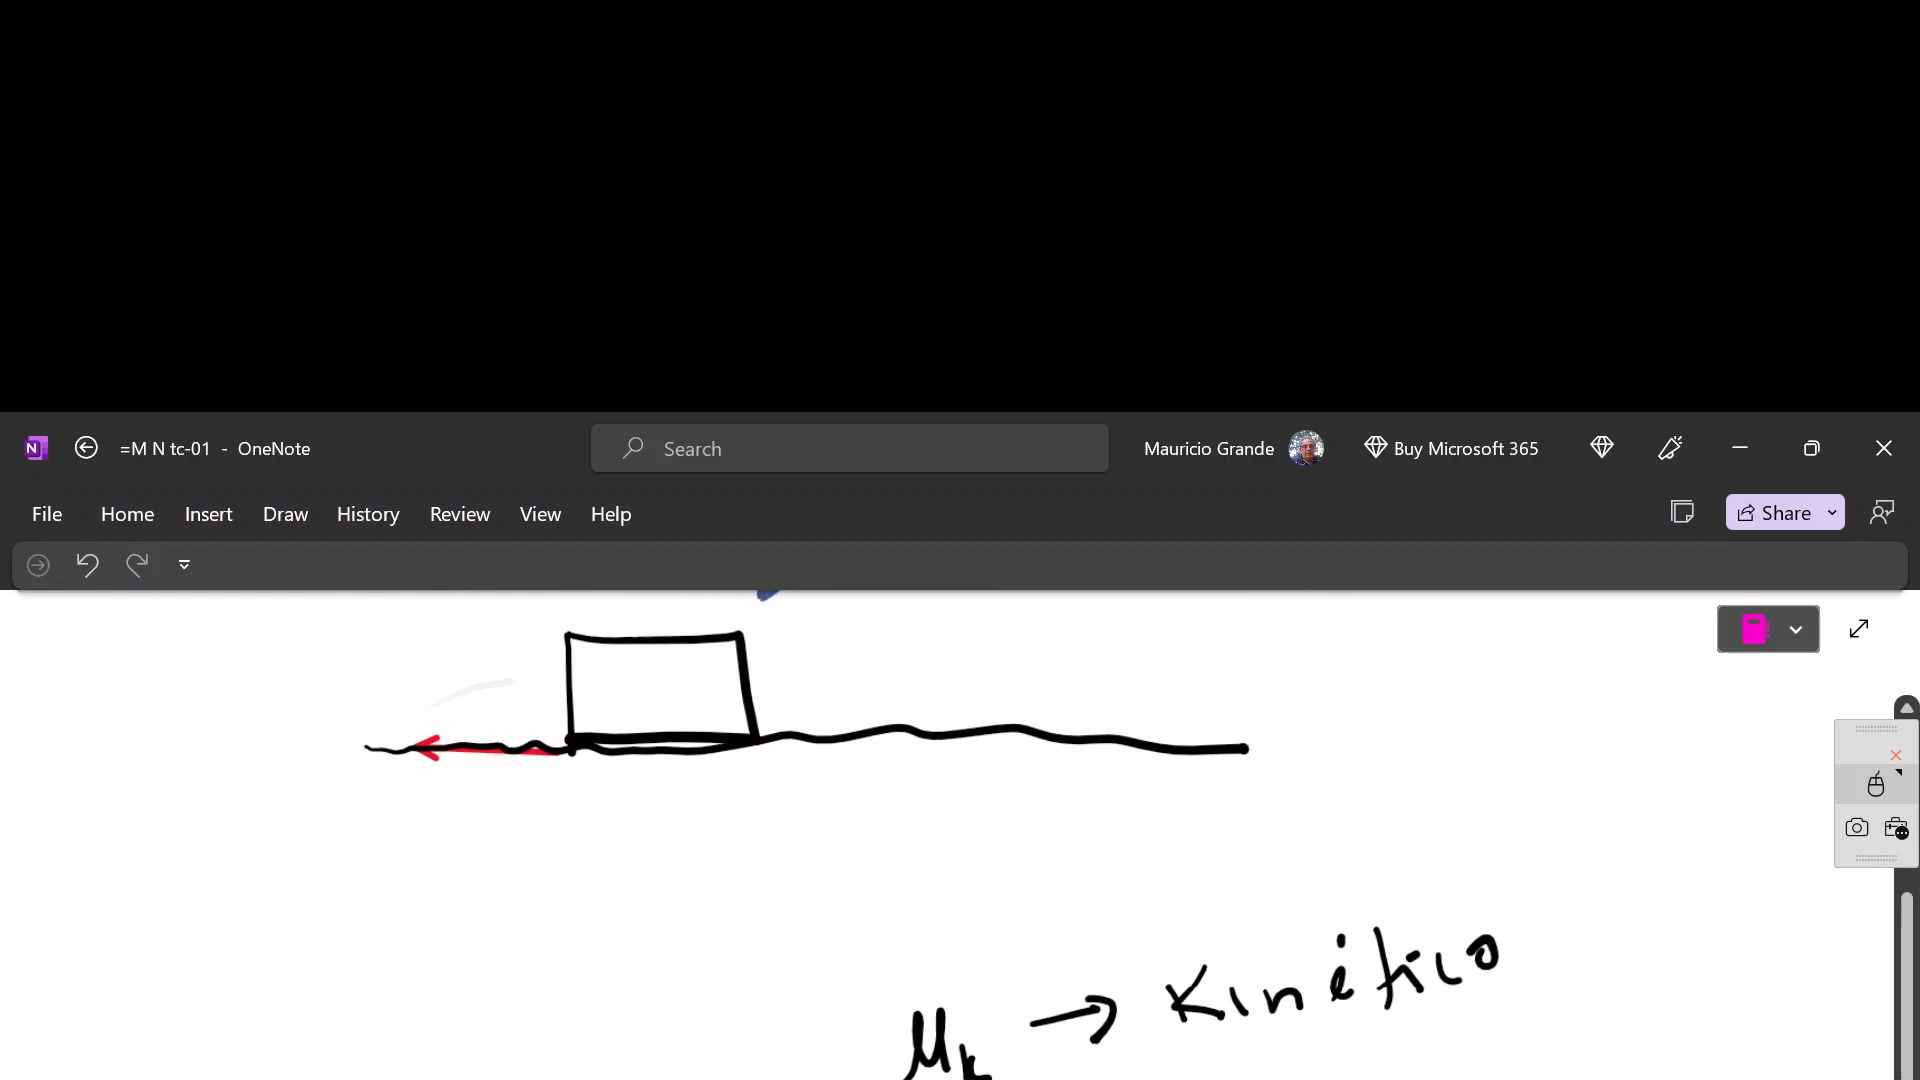 =M N tc-01 - OneNote
Search
Mauricio Grande
Buy Microsoft 365
File Home Insert Draw History Review View Help
Share
μk → Kinético